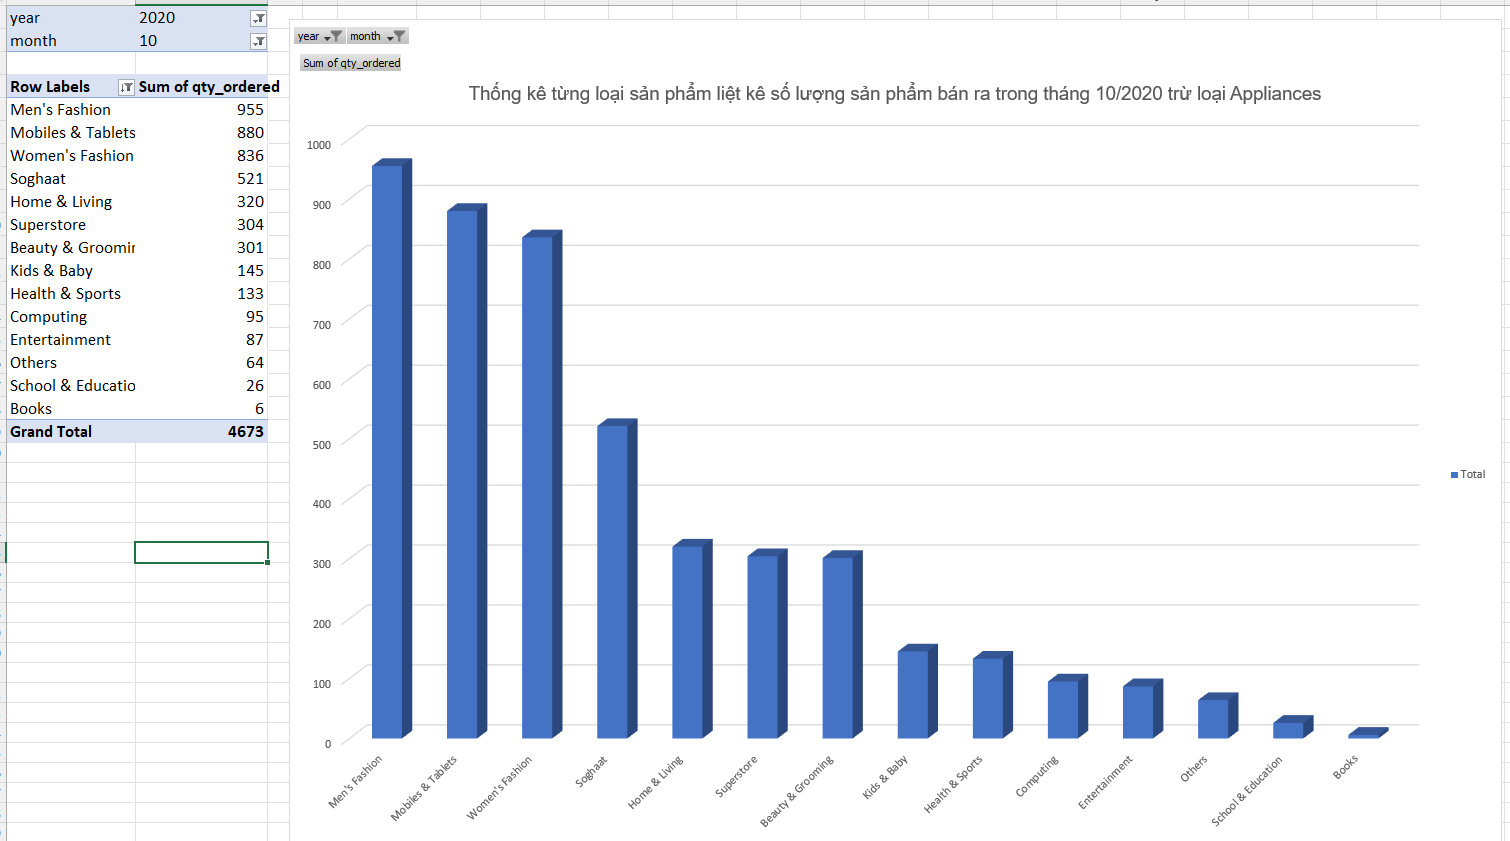 year 2020
month 10
Row Labels Sum of qty_ordered
Men's Fashion 955
Mobiles & Tablets 880
Women's Fashion 836
Soghaat 521
Home & Living 320
Superstore 304
Beauty & Groomin 301
Kids & Baby 145
Health & Sports 133
Computing 95
Entertainment 87
Others 64
School & Educatio 26
Books 6
Grand Total 4673
year month
Sum of qty_ordered
Thống kê từng loại sản phẩm liệt kê số lượng sản phẩm bán ra trong tháng 10/2020 trừ loại Appliances
1000
900
800
700
600
500
400
300
200
100
0
Men's Fashion
Mobiles & Tablets
Women's Fashion
Soghaat
Home & Living
Superstore
Beauty & Grooming
Kids & Baby
Health & Sports
Computing
Entertainment
Others
School & Education
Books
Total